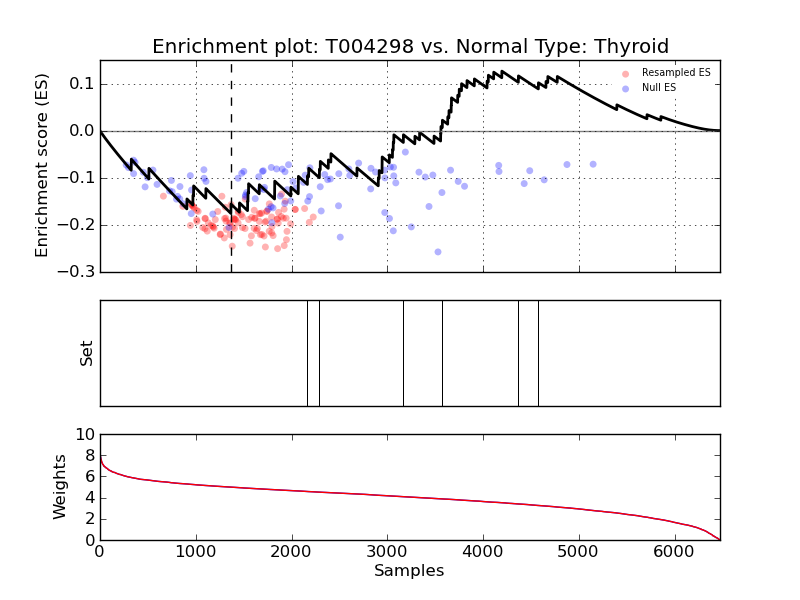 Enrichment plot: T004298 vs. Normal Type: Thyroid
Enrichment score (ES)
0.1
0.0
−0.1
−0.2
−0.3
Resampled ES
Null ES
Set
Weights
10
8
6
4
2
0
0 1000 2000 3000 4000 5000 6000
Samples